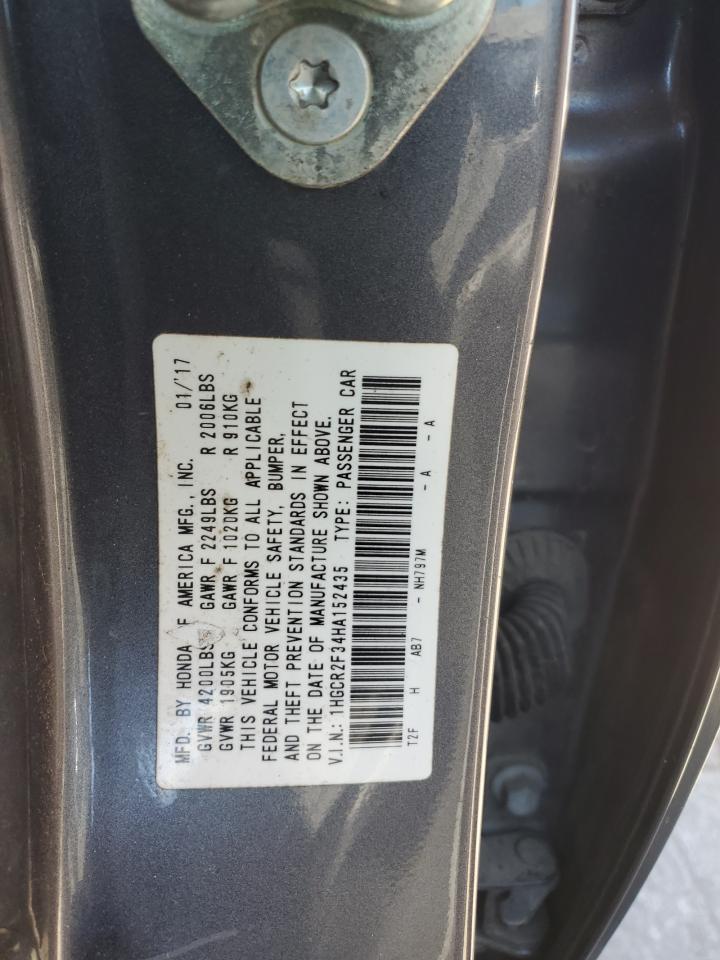 MFD. BY HONDA OF AMERICA MFG., INC. 01/'17
GVWR 4200LBS GAWR F 2249LBS R 2006LBS
GVWR 1905KG GAWR F 1020KG R 910KG
THIS VEHICLE CONFORMS TO ALL APPLICABLE
FEDERAL MOTOR VEHICLE SAFETY, BUMPER,
AND THEFT PREVENTION STANDARDS IN EFFECT
ON THE DATE OF MANUFACTURE SHOWN ABOVE.
V.I.N.: 1HGCR2F34HA152435 TYPE: PASSENGER CAR
T2F H AB7 - NH797M - A - A